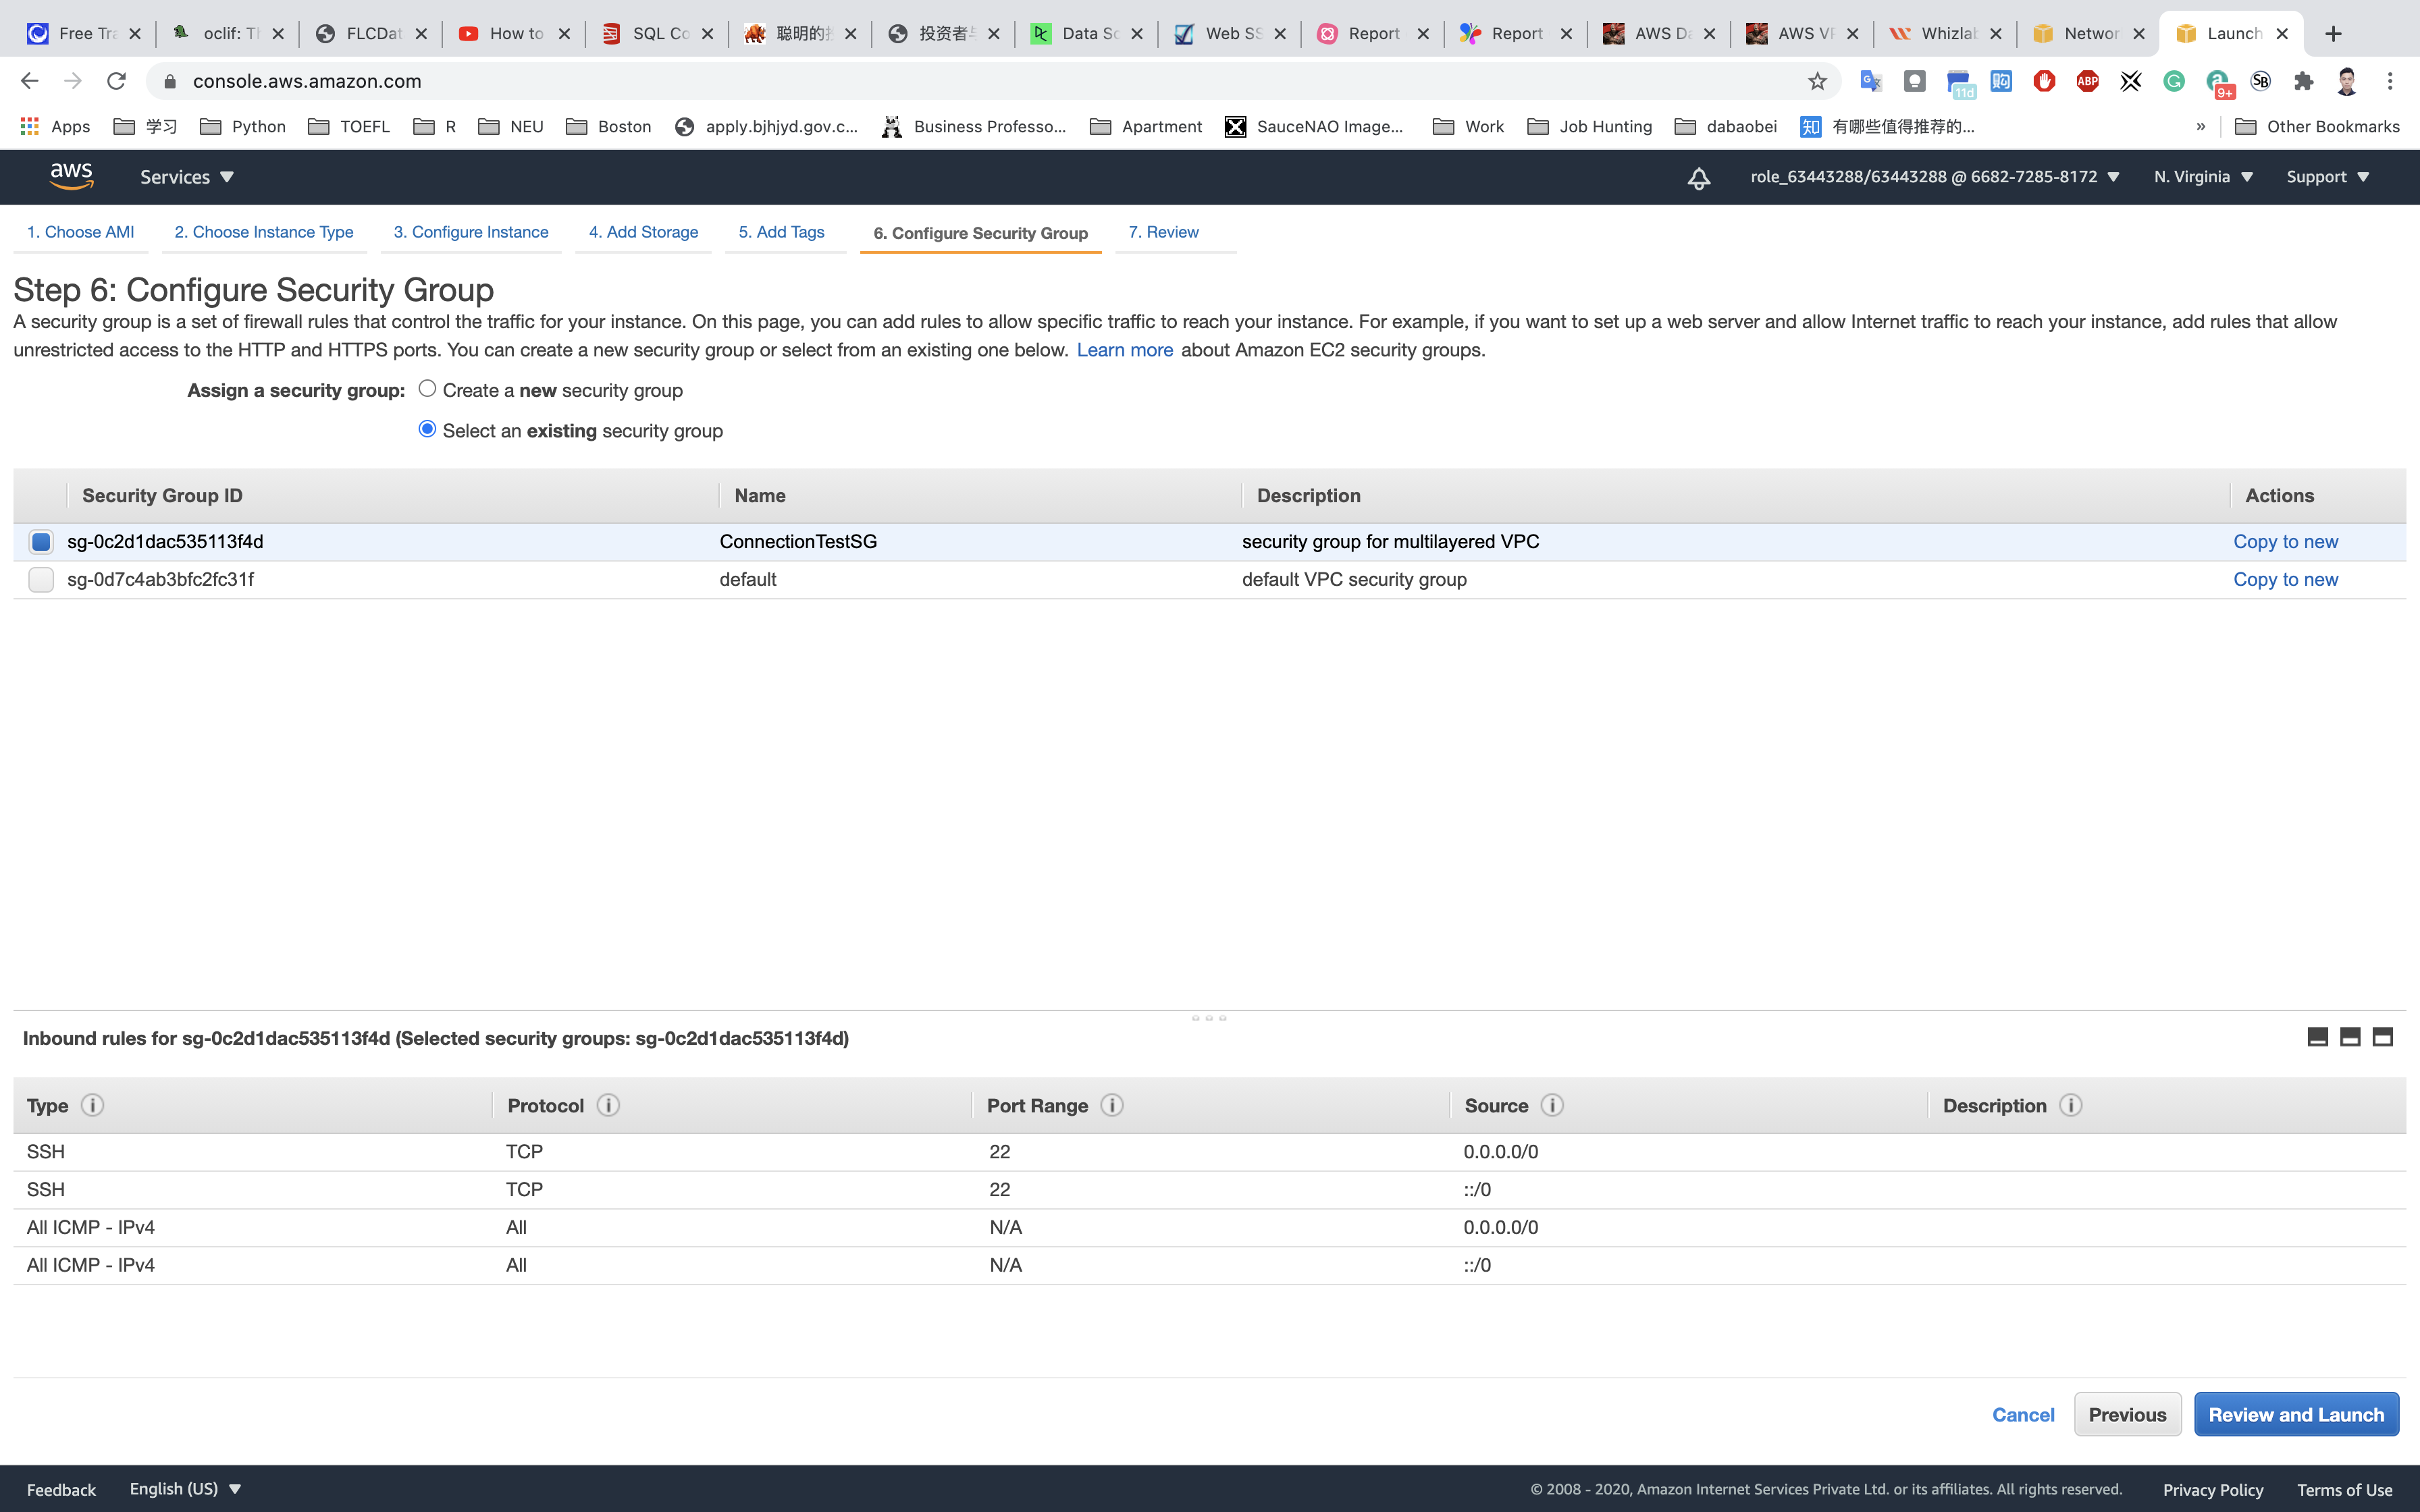 Free Tra
oclif: Th
FLCDat
How to
SQL Co
聪明的
投资者
Data Sc
Web SS
Report
Report
AWS Da
AWS VP
Whizlab
Networ
Launch
console.aws.amazon.com
11d
ABP
9+
SB
Apps
学习
Python
TOEFL
R
NEU
Boston
apply.bjhjyd.gov.c...
Business Professo...
Apartment
SauceNAO Image...
Work
Job Hunting
dabaobei
知 有哪些值得推荐的...
»
Other Bookmarks
aws
Services
role_63443288/63443288 @ 6682-7285-8172
N. Virginia
Support
1. Choose AMI
2. Choose Instance Type
3. Configure Instance
4. Add Storage
5. Add Tags
6. Configure Security Group
7. Review
Step 6: Configure Security Group
A security group is a set of firewall rules that control the traffic for your instance. On this page, you can add rules to allow specific traffic to reach your instance. For example, if you want to set up a web server and allow Internet traffic to reach your instance, add rules that allow
unrestricted access to the HTTP and HTTPS ports. You can create a new security group or select from an existing one below. Learn more about Amazon EC2 security groups.
Assign a security group: Create a new security group
Select an existing security group
Security Group ID Name Description Actions
sg-0c2d1dac535113f4d ConnectionTestSG security group for multilayered VPC Copy to new
sg-0d7c4ab3bfc2fc31f default default VPC security group Copy to new
Inbound rules for sg-0c2d1dac535113f4d (Selected security groups: sg-0c2d1dac535113f4d)
Type Protocol Port Range Source Description
SSH TCP 22 0.0.0.0/0
SSH TCP 22 ::/0
All ICMP - IPv4 All N/A 0.0.0.0/0
All ICMP - IPv4 All N/A ::/0
Cancel Previous Review and Launch
Feedback English (US) © 2008 - 2020, Amazon Internet Services Private Ltd. or its affiliates. All rights reserved. Privacy Policy Terms of Use